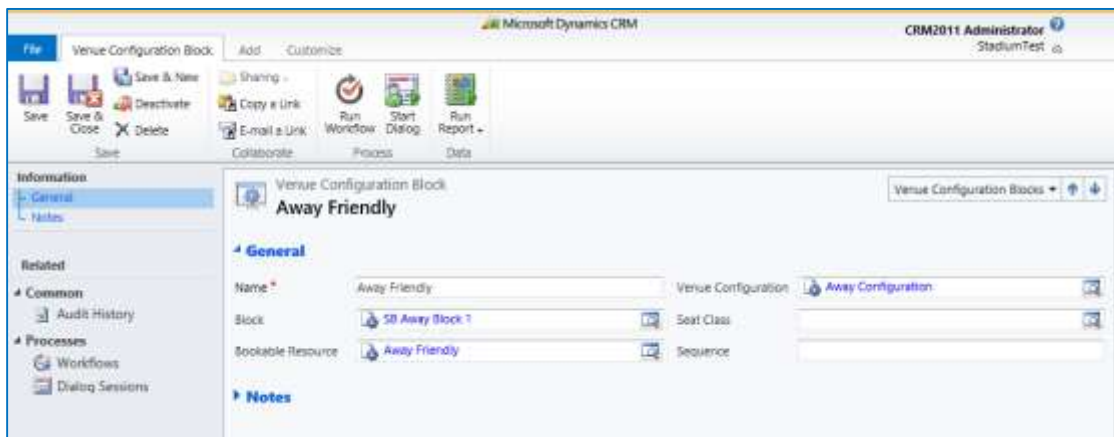 Microsoft Dynamics CRM
CRM2011 Administrator
StadiumTest
File Venue Configuration Block Add Customize
Save
Save & Close
Save & New
Deactivate
Delete
Save
Sharing
Copy a Link
E-mail a Link
Collaborate
Run Workflow
Start Dialog
Process
Run Report
Data
Information
General
Notes
Related
Common
Audit History
Processes
Workflows
Dialog Sessions
Venue Configuration Block
Away Friendly
Venue Configuration Blocks
General
Name * Away Friendly Venue Configuration Away Configuration
Block SB Away Block 1 Seat Class
Bookable Resource Away Friendly Sequence
Notes